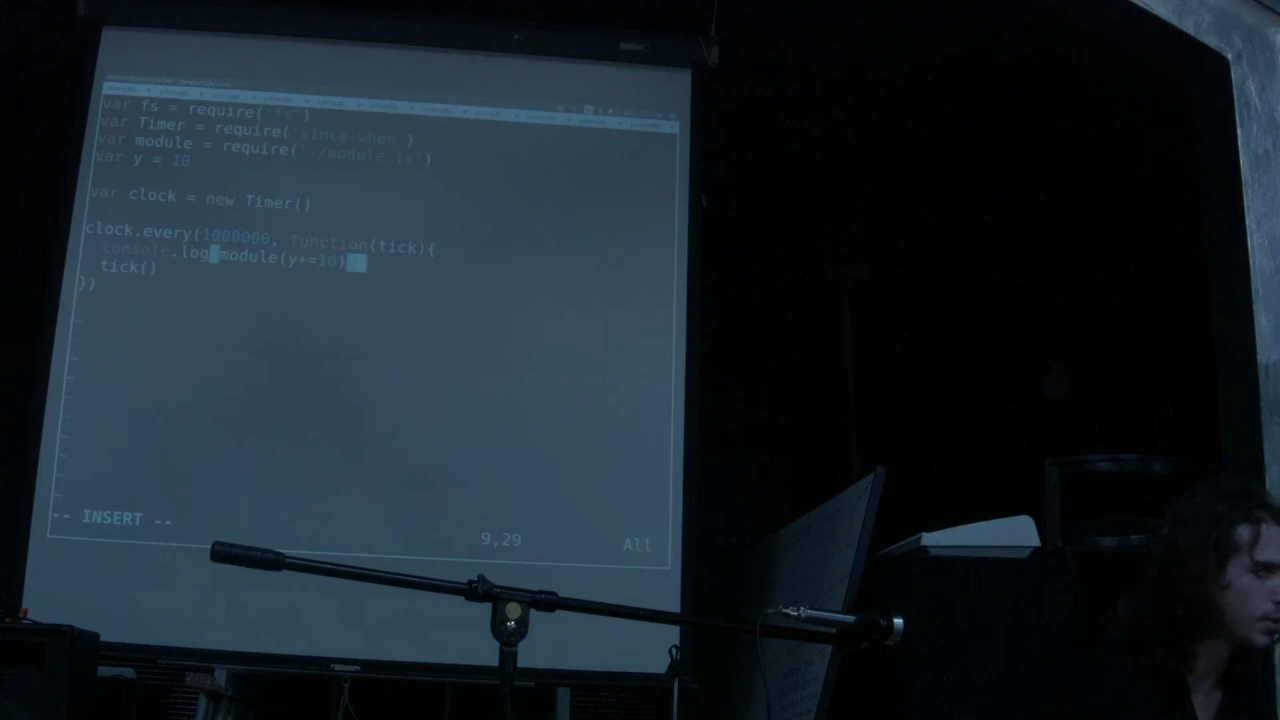 var fs = require('fs')
var Timer = require('since-when')
var module = require('./module.js')
var y = 10
var clock = new Timer()
clock.every(1000000, function(tick){
console.log(module(y+=10))
tick()
})
~
~
~
~
~
~
~
~
~
~
-- INSERT --
9,29
All